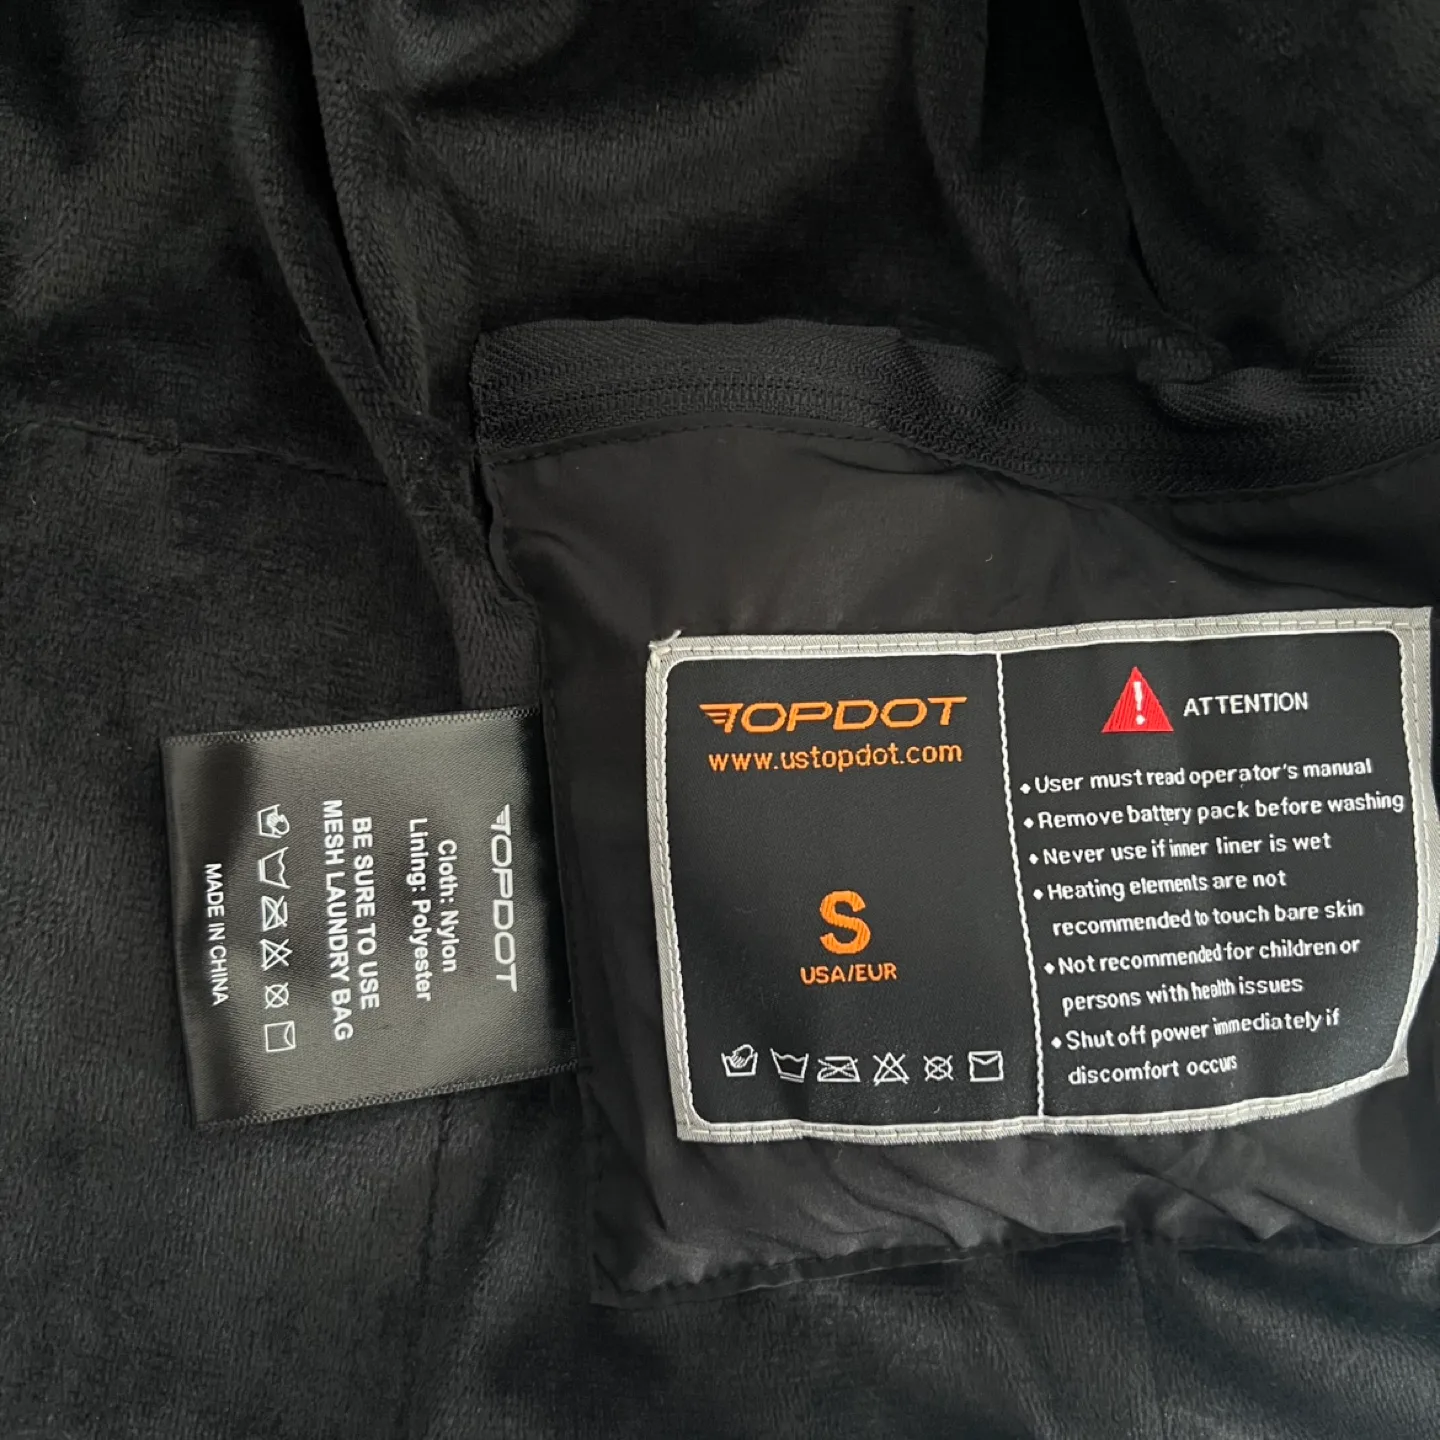 TOPDOT
Cloth: Nylon
Lining: Polyester
BE SURE TO USE
MESH LAUNDRY BAG
MADE IN CHINA
TOPDOT
www.ustopdot.com
S
USA/EUR
ATTENTION
• User must read operator's manual
• Remove battery pack before washing
• Never use if inner liner is wet
• Heating elements are not
recommended to touch bare skin
• Not recommended for children or
persons with health issues
• Shut off power immediately if
discomfort occurs